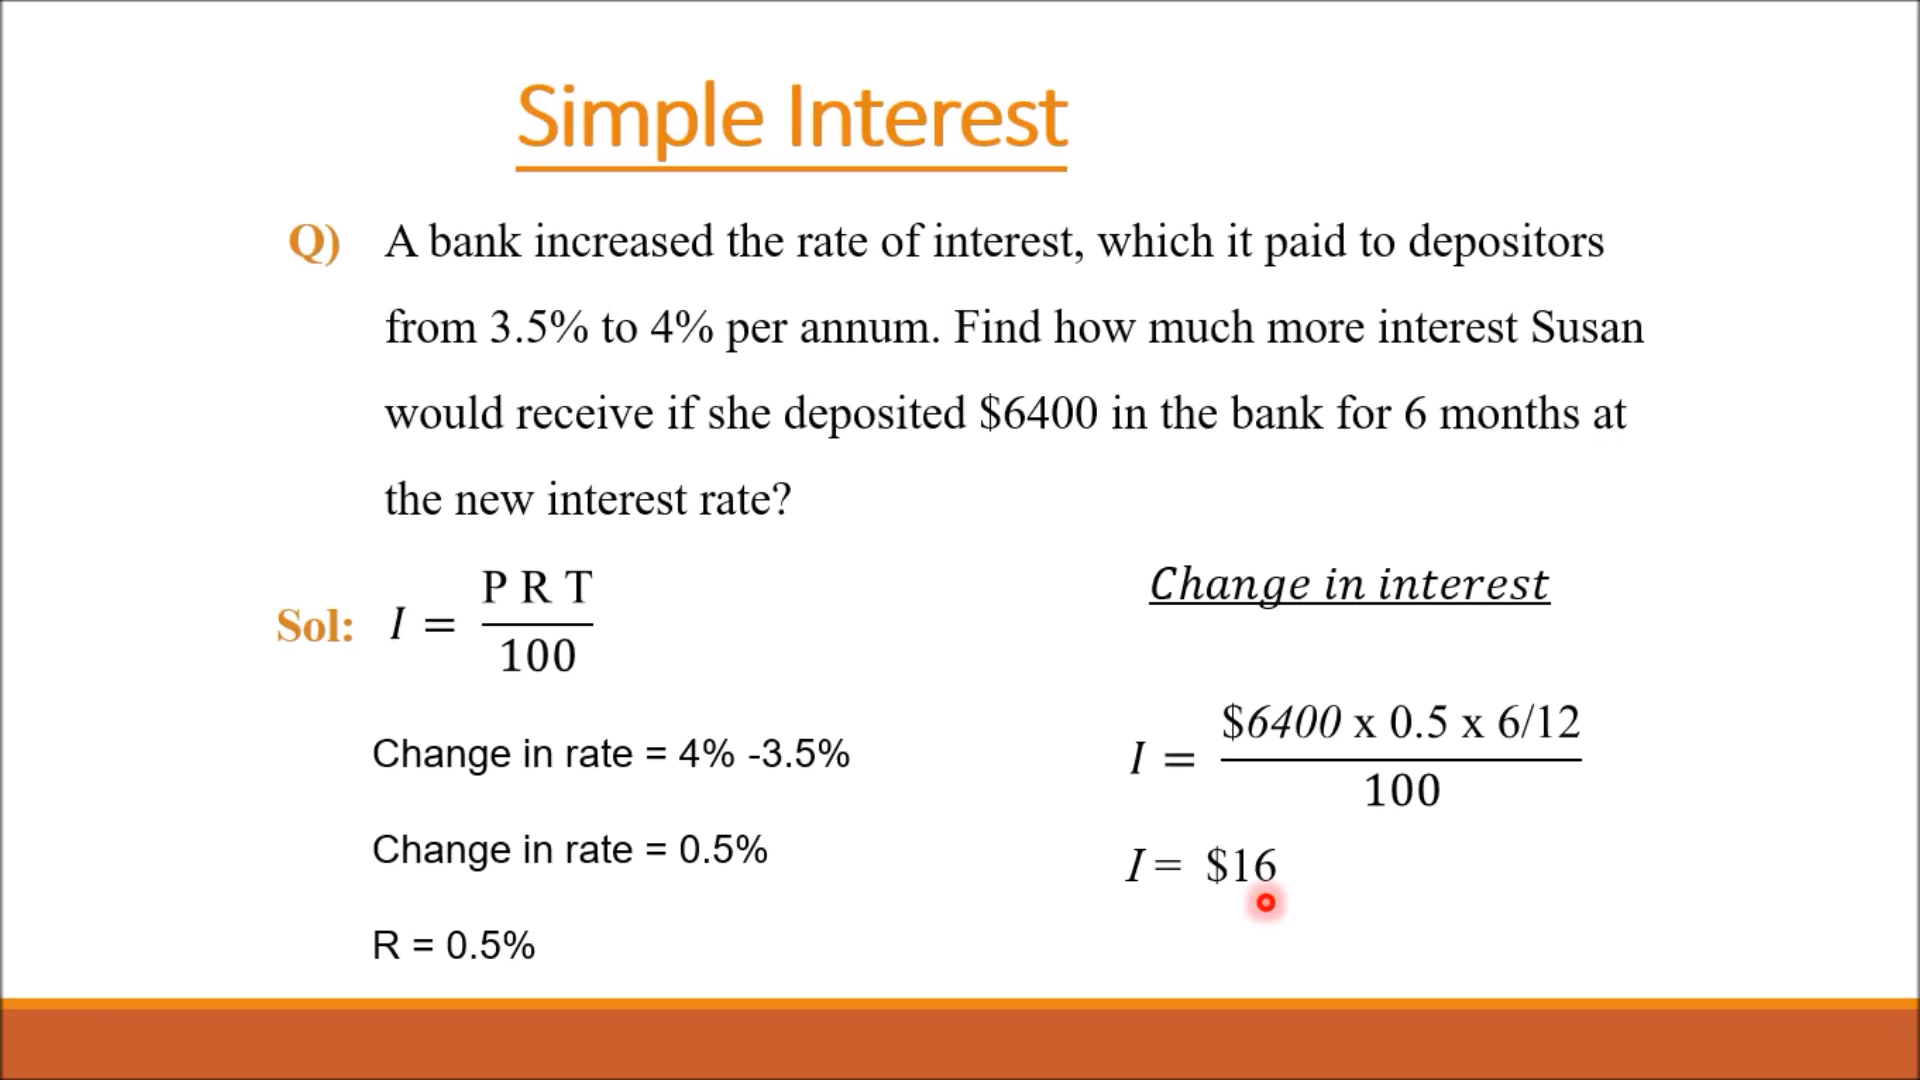 Simple Interest
Q) A bank increased the rate of interest, which it paid to depositors
from 3.5% to 4% per annum. Find how much more interest Susan
would receive if she deposited $6400 in the bank for 6 months at
the new interest rate?
Sol: I = P R T / 100
Change in rate = 4% -3.5%
Change in rate = 0.5%
R = 0.5%
Change in interest
I = $6400 x 0.5 x 6/12 / 100
I = $16